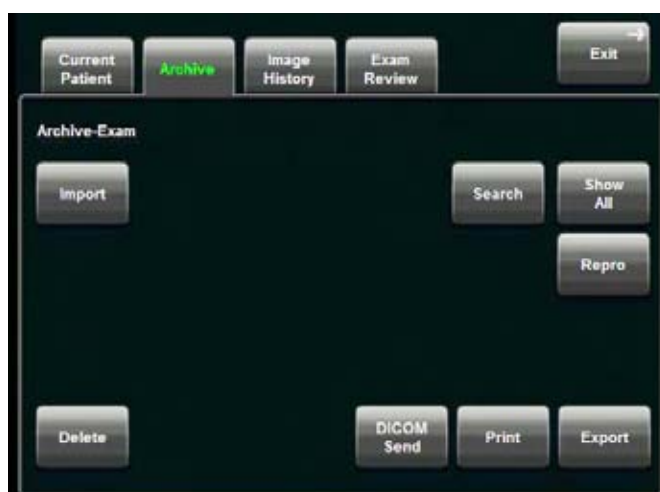 Current
Patient
Archive
Image
History
Exam
Review
Exit
Archive-Exam
Import
Search
Show
All
Repro
Delete
DICOM
Send
Print
Export